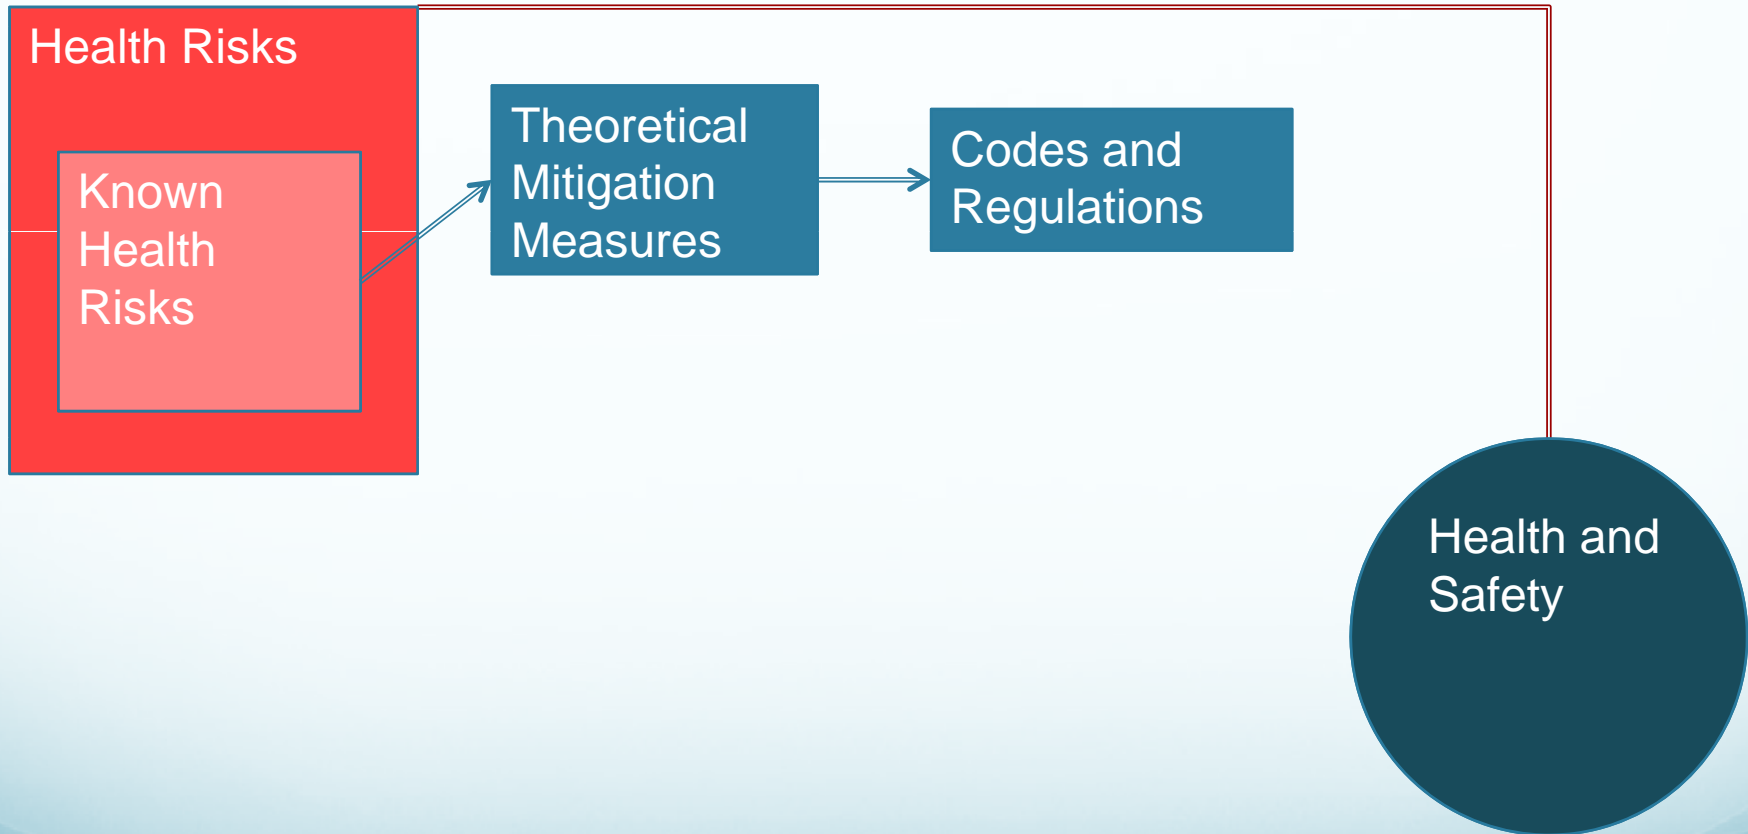 Health Risks
Known
Health
Risks
Theoretical
Mitigation
Measures
Codes and
Regulations
Health and
Safety